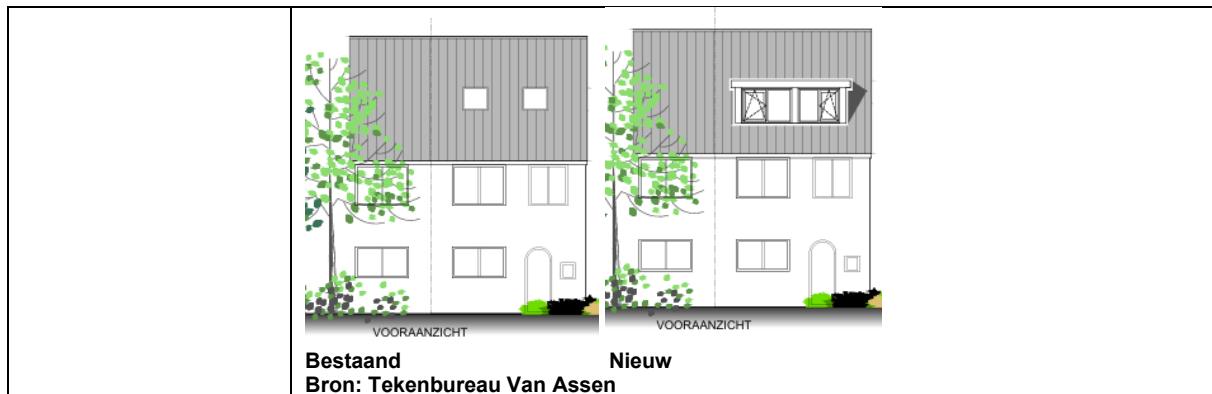 VOORAANZICHT
VOORAANZICHT
Bestaand Nieuw
Bron: Tekenbureau Van Assen